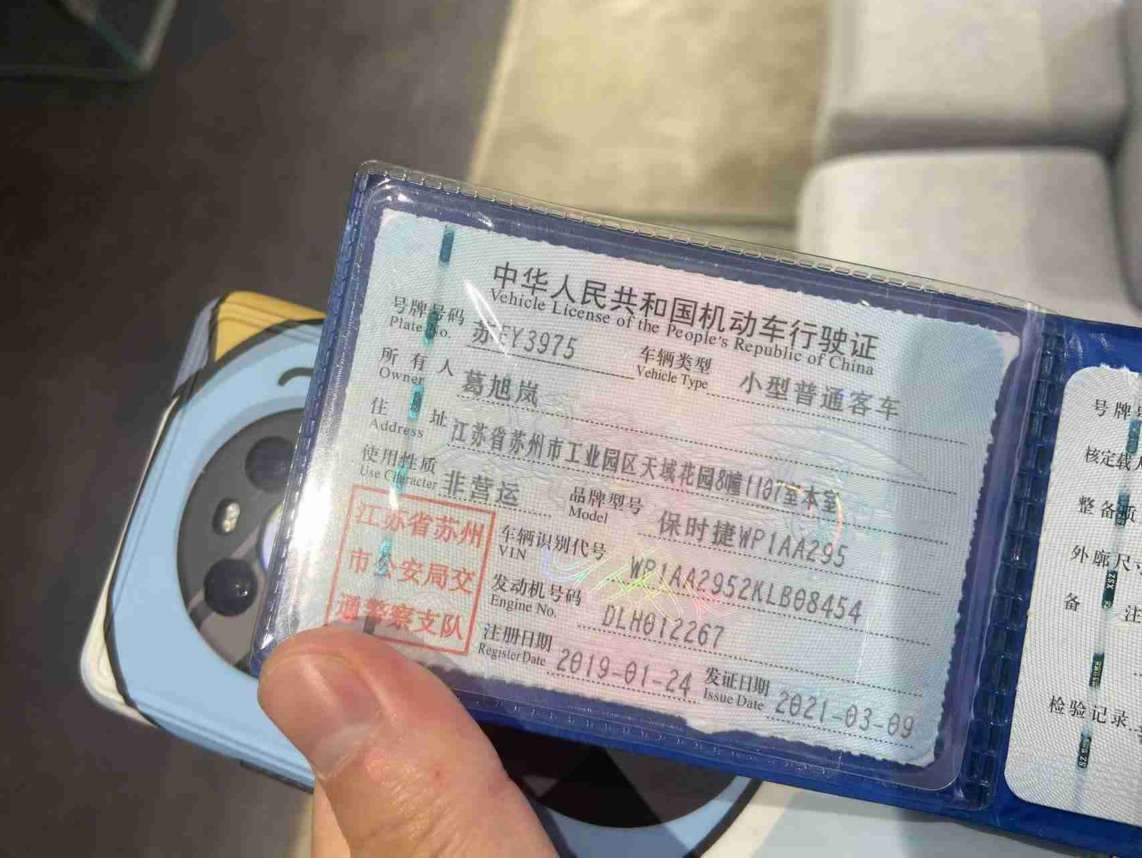 中华人民共和国机动车行驶证
Vehicle License of the People's Republic of China
号牌号码 苏EY3975 车辆类型 小型普通客车
Plate No. Vehicle Type
所有人 葛旭岚
Owner
住址 江苏省苏州市工业园区天域花园8幢1107室本室
Address
使用性质 非营运 品牌型号 保时捷WP1AA295
Use Character Model
江苏省苏州
市公安局交
通警察支队
车辆识别代号 WP1AA2952KLB08454
VIN
发动机号码 DLH012267
Engine No.
注册日期 2019-01-24 发证日期 2021-03-09
Register Date Issue Date
号牌
核定载
整备
外廓尺
备注
检验记录